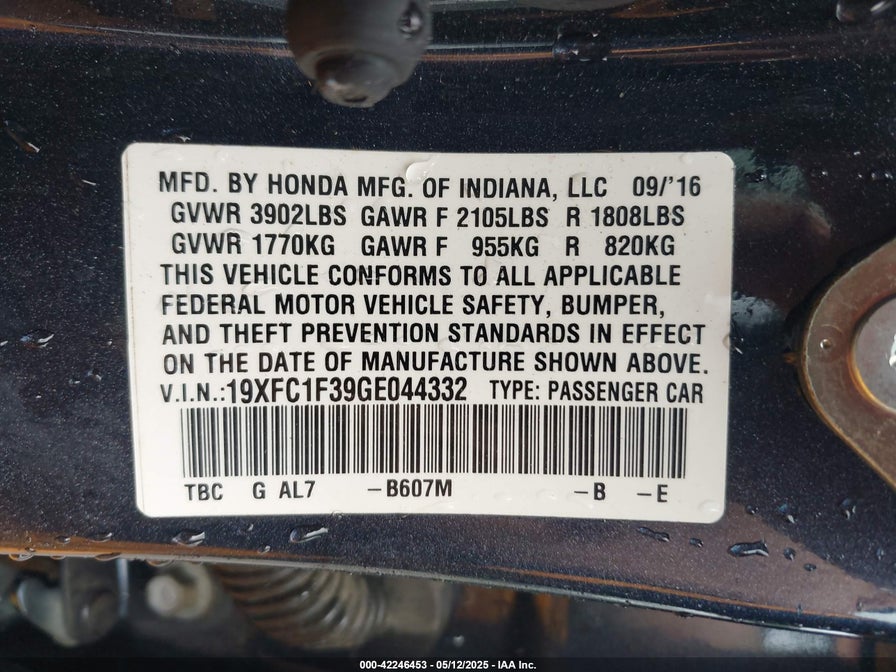 MFD. BY HONDA MFG. OF INDIANA, LLC 09/'16
GVWR 3902LBS GAWR F 2105LBS R 1808LBS
GVWR 1770KG GAWR F 955KG R 820KG
THIS VEHICLE CONFORMS TO ALL APPLICABLE
FEDERAL MOTOR VEHICLE SAFETY, BUMPER,
AND THEFT PREVENTION STANDARDS IN EFFECT
ON THE DATE OF MANUFACTURE SHOWN ABOVE.
V.I.N.:19XFC1F39GE044332 TYPE: PASSENGER CAR
TBC G AL7 –B607M –B –E
000-42246453 - 05/12/2025 - IAA Inc.